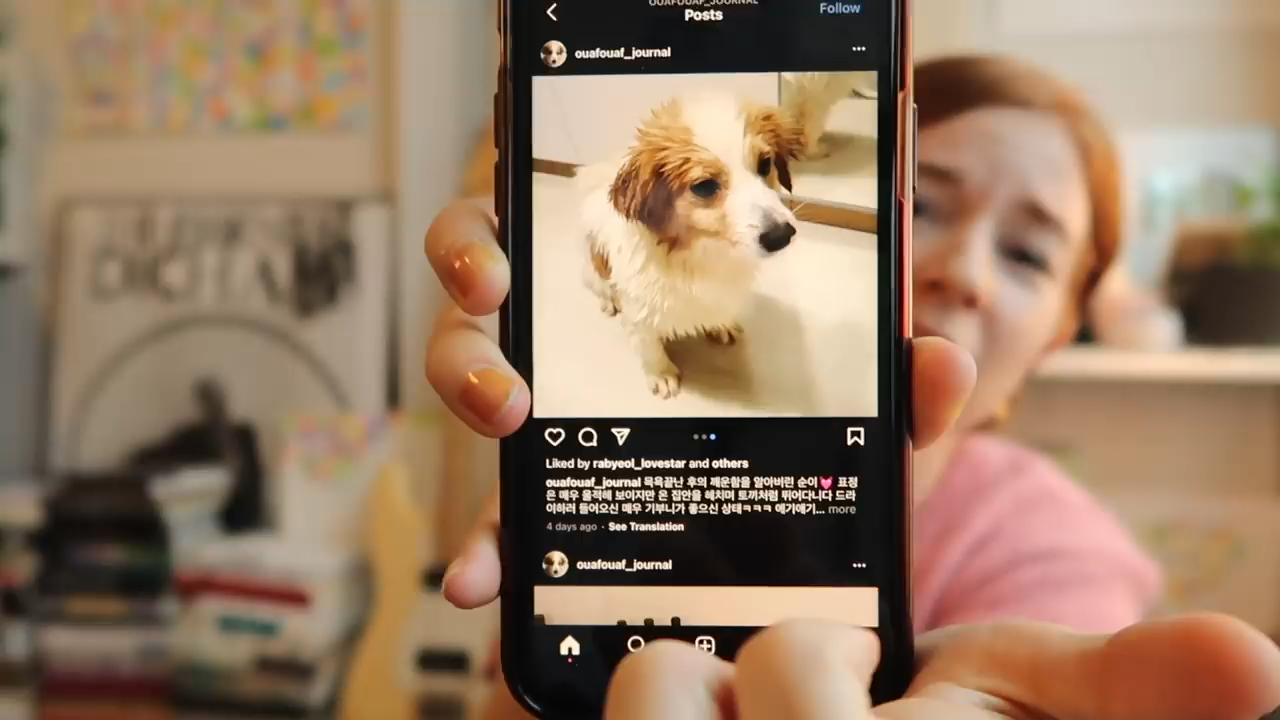 OUAFOUAF_JOURNAL
Posts
Follow
ouafouaf_journal
Liked by rabyeol_lovestar and others
ouafouaf_journal 목욕끝난 후의 깨운함을 알아버린 순이💓 표정
은 매우 울적해 보이지만 온 집안을 헤치며 토끼처럼 뛰어다니다 드라
이하러 들어오신 매우 기부니가 좋으신 상태ㅋㅋㅋ 애기애기... more
4 days ago · See Translation
ouafouaf_journal